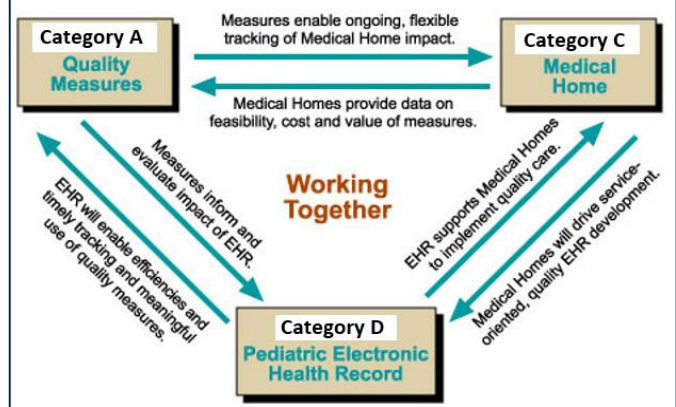 Measures enable ongoing, flexible
tracking of Medical Home impact.
Category A
Quality
Measures
Category C
Medical
Home
Medical Homes provide data on
feasibility, cost and value of measures.
Measures inform and
evaluate impact of EHR.
EHR will enable efficiencies and
timely tracking and meaningful
use of quality measures.
Working
Together
EHR supports Medical Homes
to implement quality care.
Medical Homes will drive service-
oriented, quality EHR development.
Category D
Pediatric Electronic
Health Record